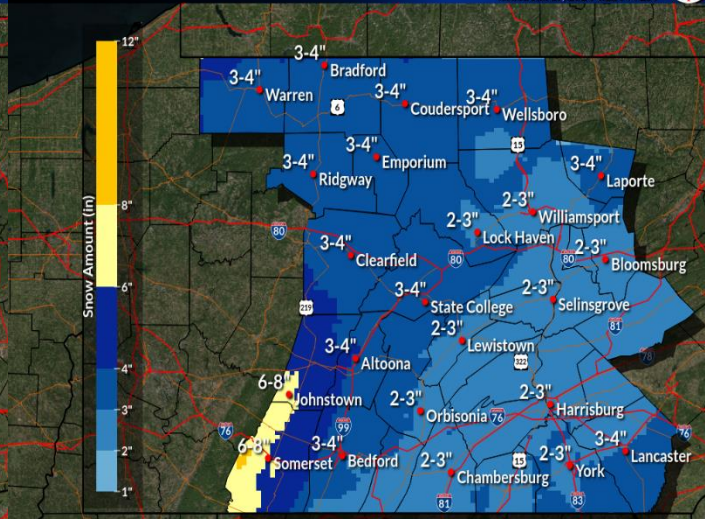 12"
8"
6"
4"
3"
2"
1"
Snow Amount (in)
3-4"
Bradford
3-4"
Warren
6
3-4"
Coudersport
3-4"
Wellsboro
15
3-4"
Emporium
3-4"
Ridgway
3-4"
Laporte
2-3"
Williamsport
2-3"
Lock Haven
80
80
80
2-3"
Bloomsburg
3-4"
Clearfield
3-4"
State College
2-3"
Selinsgrove
219
81
2-3"
Lewistown
322
78
3-4"
Altoona
6-8"
Johnstown
2-3"
Orbisonia
76
2-3"
Harrisburg
76
99
76
6-8"
Somerset
3-4"
Bedford
2-3"
Chambersburg
15
2-3"
York
3-4"
Lancaster
81
83